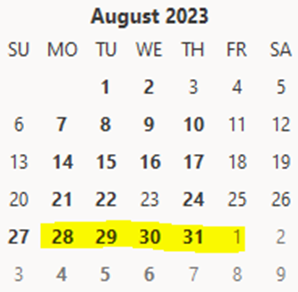 August 2023
SU MO TU WE TH FR SA
1 2 3 4 5
6 7 8 9 10 11 12
13 14 15 16 17 18 19
20 21 22 23 24 25 26
27 28 29 30 31 1 2
3 4 5 6 7 8 9